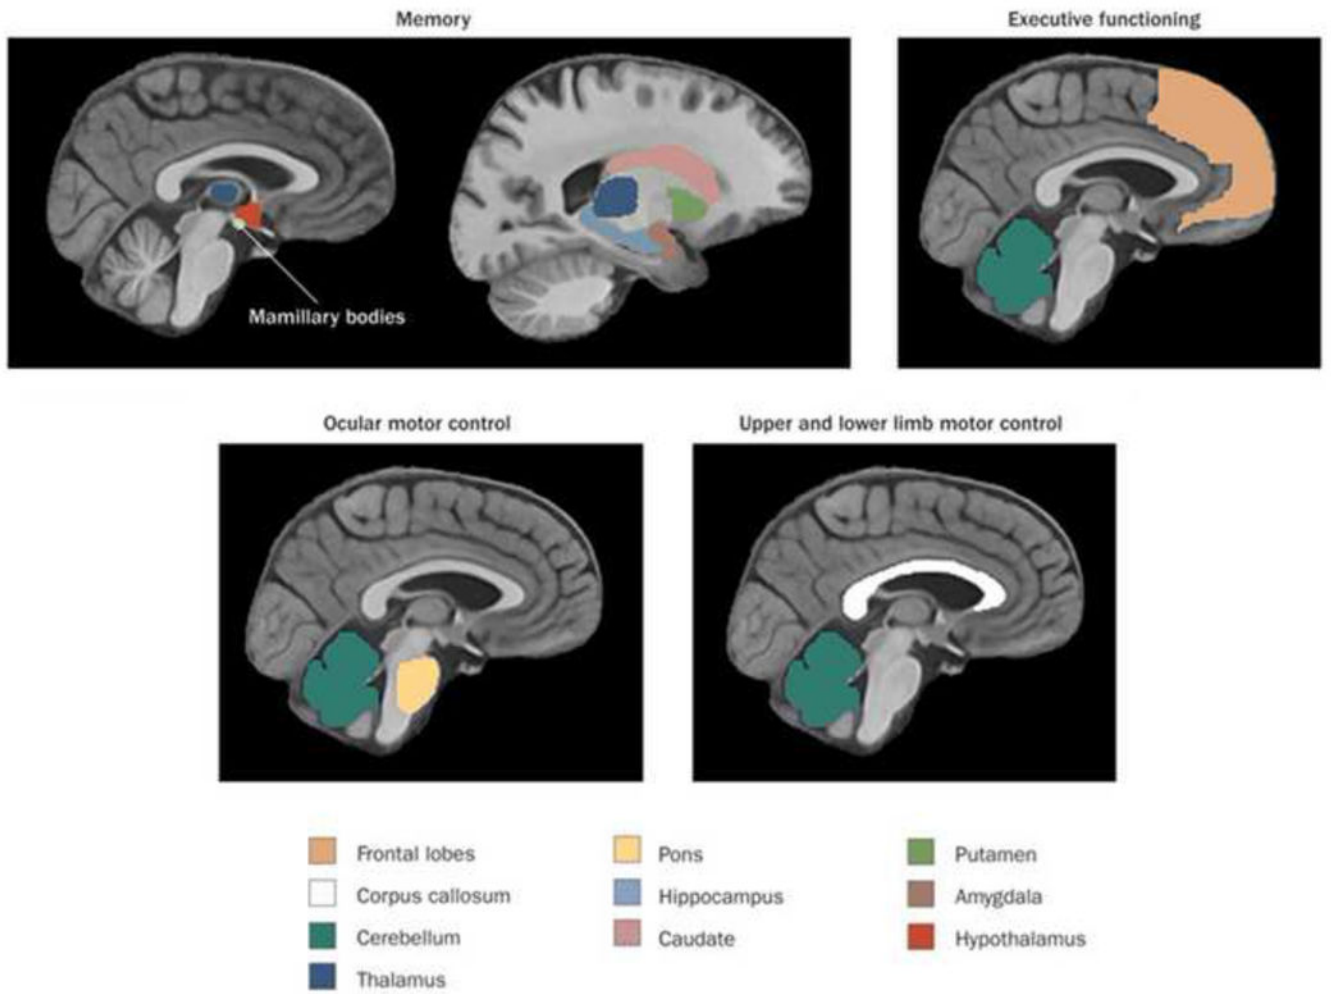 Memory
Executive functioning
Mamillary bodies
Ocular motor control
Upper and lower limb motor control
Frontal lobes
Corpus callosum
Cerebellum
Thalamus
Pons
Hippocampus
Caudate
Putamen
Amygdala
Hypothalamus